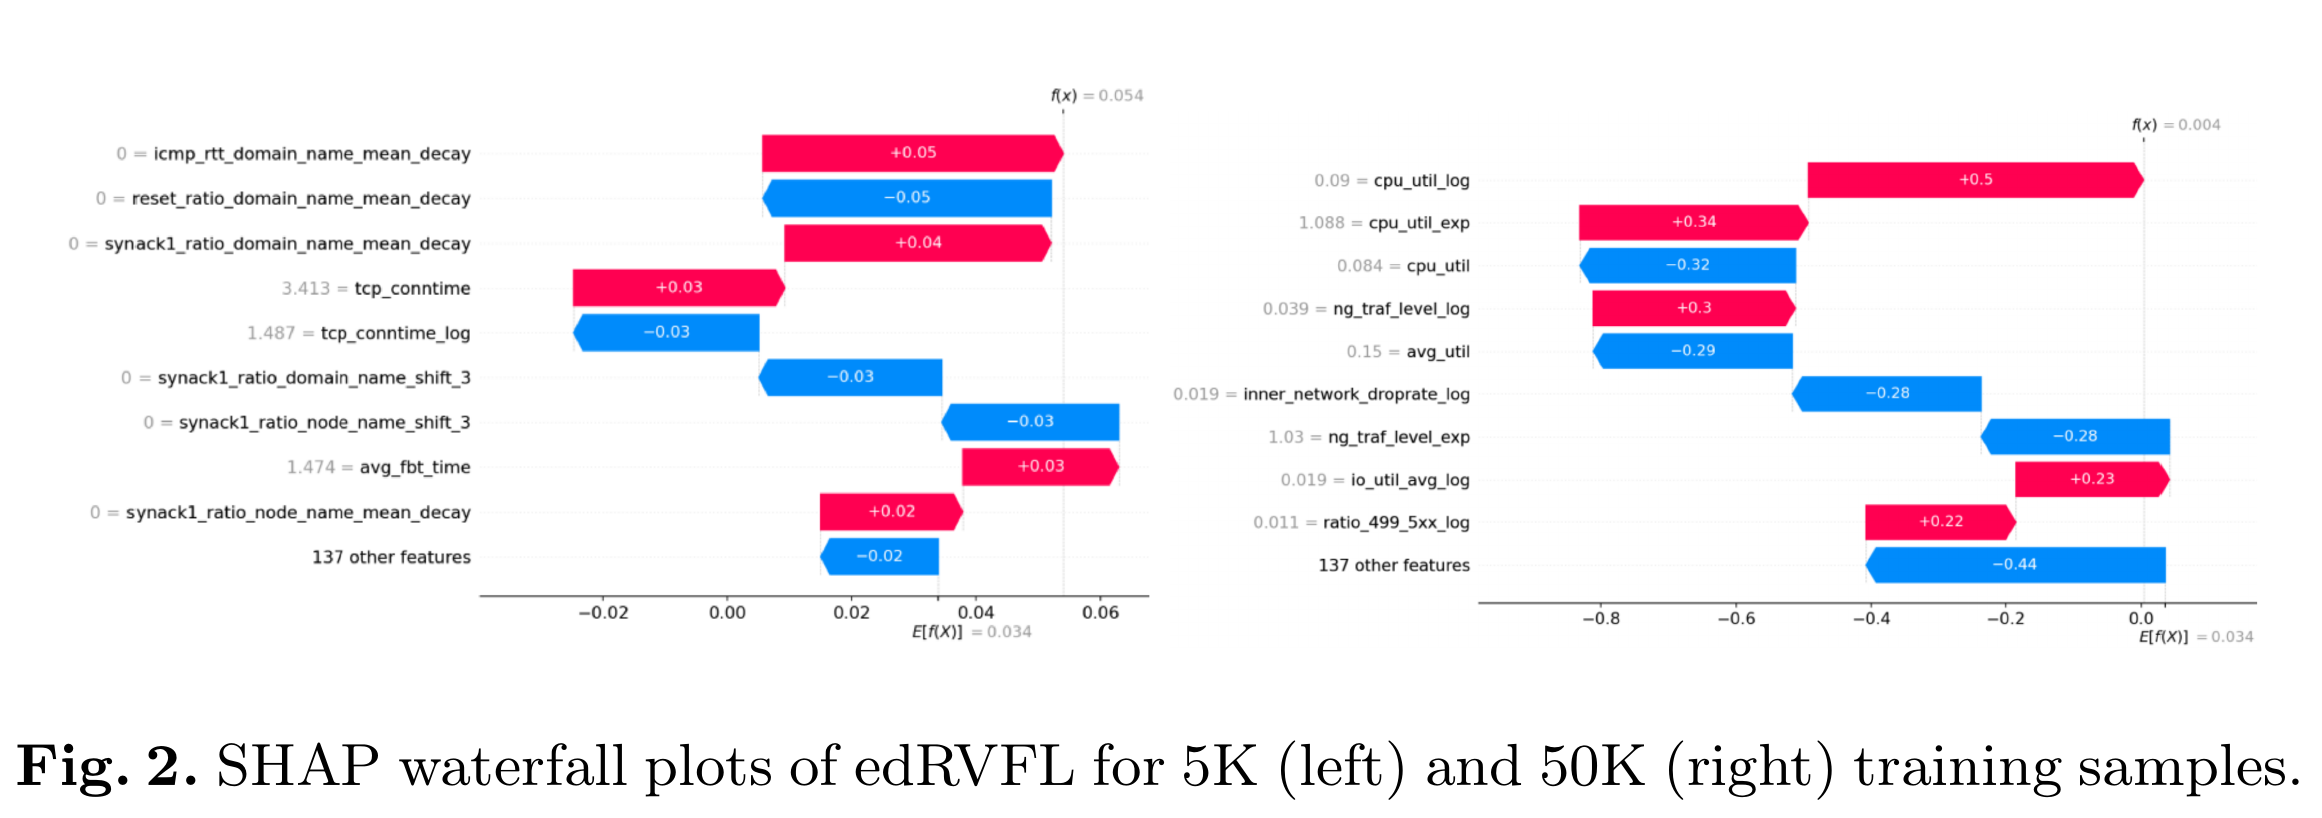 f(x) = 0.054
0 = icmp_rtt_domain_name_mean_decay
+0.05
0 = reset_ratio_domain_name_mean_decay
−0.05
0 = synack1_ratio_domain_name_mean_decay
+0.04
3.413 = tcp_conntime
+0.03
1.487 = tcp_conntime_log
−0.03
0 = synack1_ratio_domain_name_shift_3
−0.03
0 = synack1_ratio_node_name_shift_3
−0.03
1.474 = avg_fbt_time
+0.03
0 = synack1_ratio_node_name_mean_decay
+0.02
137 other features
−0.02
−0.02 0.00 0.02 0.04 0.06
E[f(X)] = 0.034
f(x) = 0.004
0.09 = cpu_util_log
+0.5
1.088 = cpu_util_exp
+0.34
0.084 = cpu_util
−0.32
0.039 = ng_traf_level_log
+0.3
0.15 = avg_util
−0.29
0.019 = inner_network_droprate_log
−0.28
1.03 = ng_traf_level_exp
−0.28
0.019 = io_util_avg_log
+0.23
0.011 = ratio_499_5xx_log
+0.22
137 other features
−0.44
−0.8 −0.6 −0.4 −0.2 0.0
E[f(X)] = 0.034
Fig. 2. SHAP waterfall plots of edRVFL for 5K (left) and 50K (right) training samples.